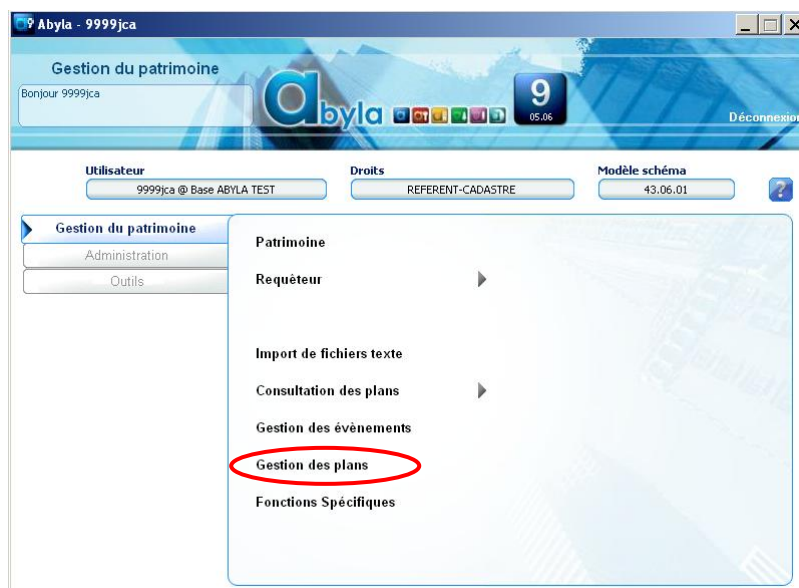 Abyla - 9999jca
Gestion du patrimoine
Bonjour 9999jca
abyla
9
05.06
Déconnexion
Utilisateur
Droits
Modèle schéma
9999jca @ Base ABYLA TEST
REFERENT-CADASTRE
43.06.01
?
Gestion du patrimoine
Administration
Outils
Patrimoine
Requêteur
Import de fichiers texte
Consultation des plans
Gestion des évènements
Gestion des plans
Fonctions Spécifiques